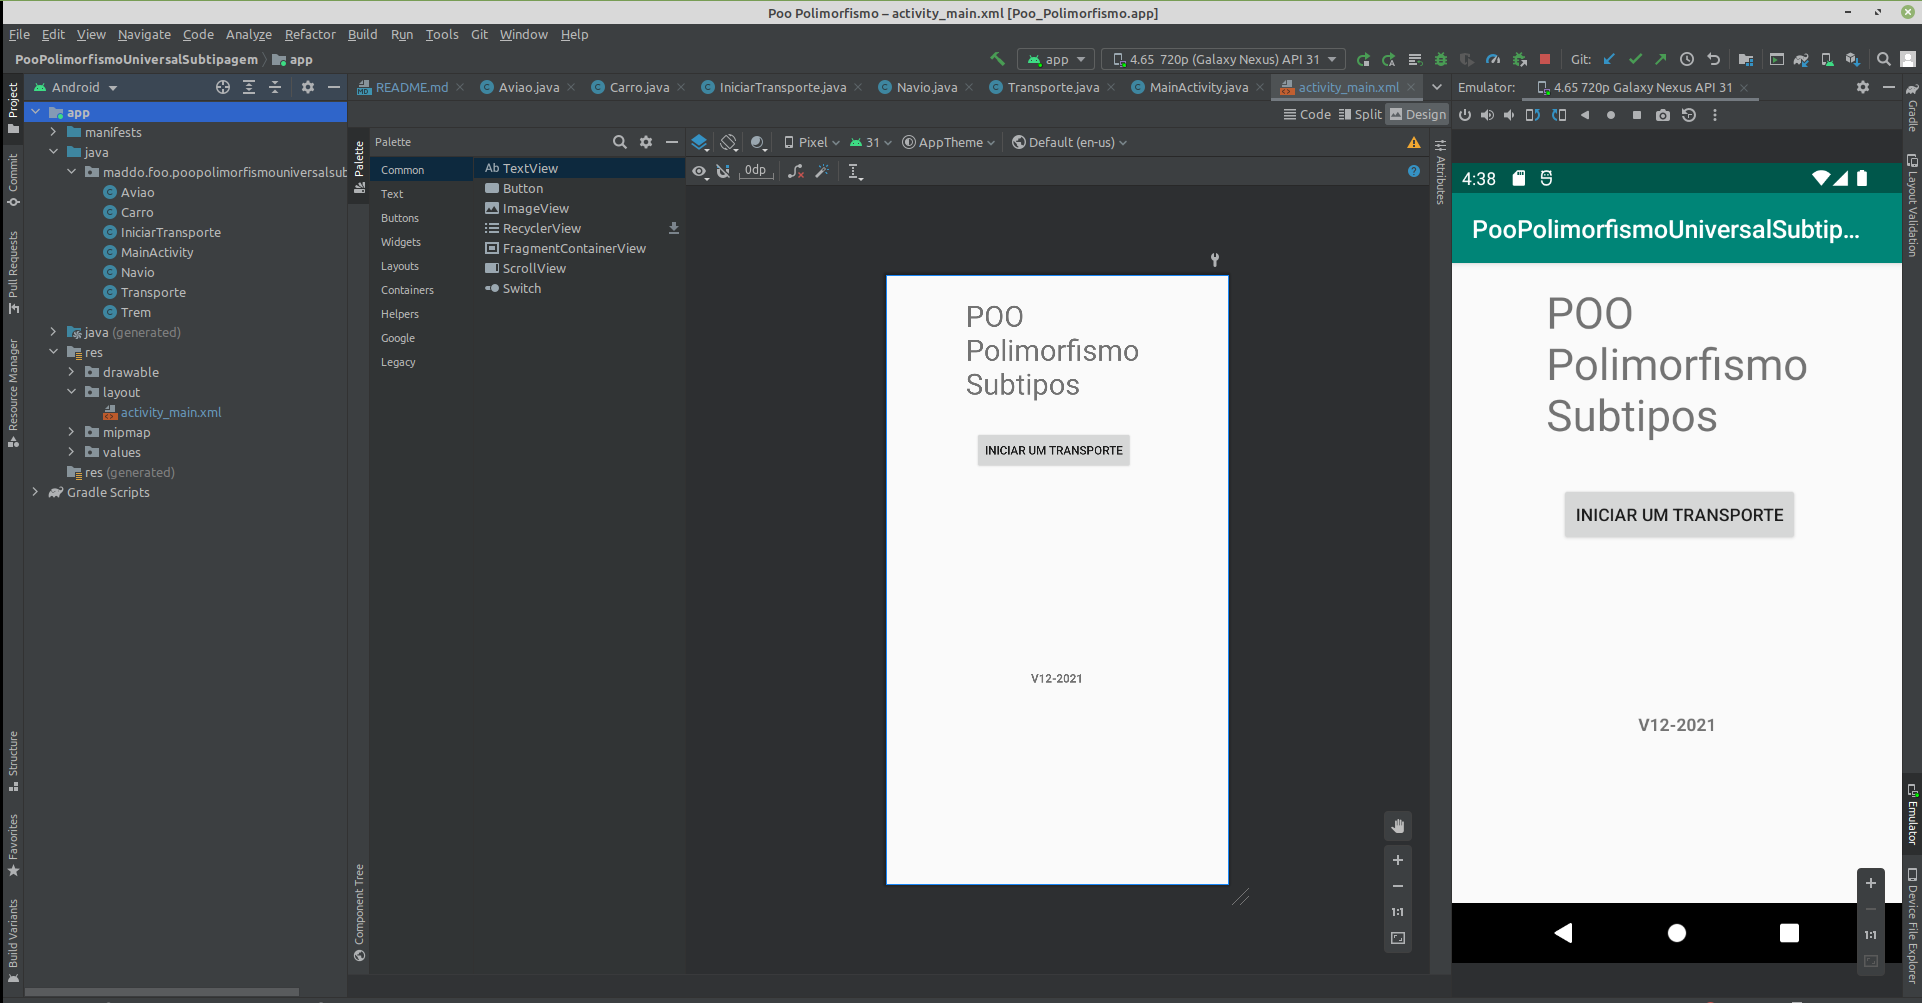 Poo Polimorfismo – activity_main.xml [Poo_Polimorfismo.app]
File Edit View Navigate Code Analyze Refactor Build Run Tools Git Window Help
PooPolimorfismoUniversalSubtipagem app
app 4.65 720p (Galaxy Nexus) API 31 Git:
Android
README.md Aviao.java Carro.java IniciarTransporte.java Navio.java Transporte.java MainActivity.java activity_main.xml
Emulator: 4.65 720p Galaxy Nexus API 31
Code Split Design
Project
Commit
Pull Requests
Resource Manager
Structure
Favorites
Build Variants
app
manifests
java
maddo.foo.poopolimorfismouniversalsub
Aviao
Carro
IniciarTransporte
MainActivity
Navio
Transporte
Trem
java (generated)
res
drawable
layout
activity_main.xml
mipmap
values
res (generated)
Gradle Scripts
Palette
Component Tree
Palette
Common
Text
Buttons
Widgets
Layouts
Containers
Helpers
Google
Legacy
Ab TextView
Button
ImageView
RecyclerView
FragmentContainerView
ScrollView
Switch
Pixel 31 AppTheme Default (en-us)
0dp
POO
Polimorfismo
Subtipos
INICIAR UM TRANSPORTE
V12-2021
1:1
Attributes
4:38
PooPolimorfismoUniversalSubtip...
POO
Polimorfismo
Subtipos
INICIAR UM TRANSPORTE
V12-2021
1:1
Gradle
Layout Validation
Emulator
Device File Explorer